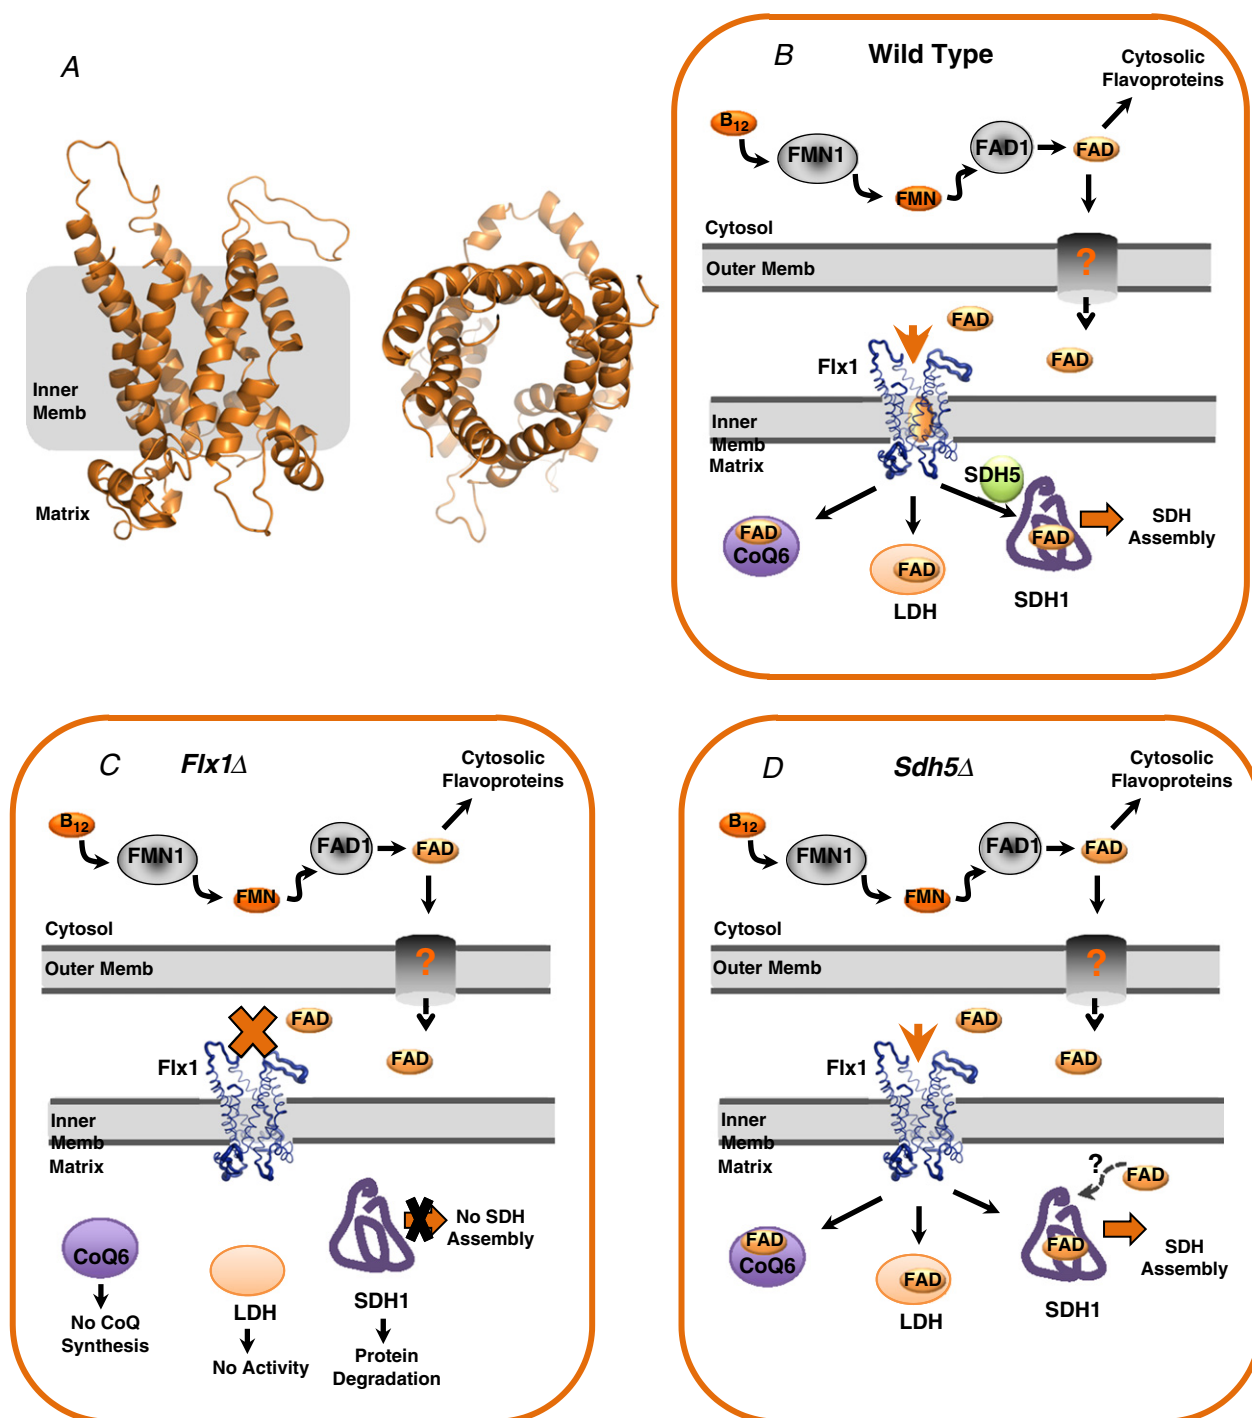 A
Inner
Memb
Matrix
B
Wild Type
Cytosolic
Flavoproteins
B12
FMN1
FMN
FAD1
FAD
Cytosol
Outer Memb
?
FAD
FAD
Flx1
Inner
Memb
Matrix
SDH5
FAD
CoQ6
FAD
LDH
FAD
SDH1
SDH
Assembly
C
Flx1Δ
Cytosolic
Flavoproteins
B12
FMN1
FMN
FAD1
FAD
Cytosol
Outer Memb
?
FAD
FAD
Flx1
Inner
Memb
Matrix
CoQ6
No CoQ
Synthesis
LDH
No Activity
SDH1
Protein
Degradation
No SDH
Assembly
D
Sdh5Δ
Cytosolic
Flavoproteins
B12
FMN1
FMN
FAD1
FAD
Cytosol
Outer Memb
?
FAD
FAD
Flx1
Inner
Memb
Matrix
?
FAD
FAD
CoQ6
FAD
LDH
FAD
SDH1
SDH
Assembly